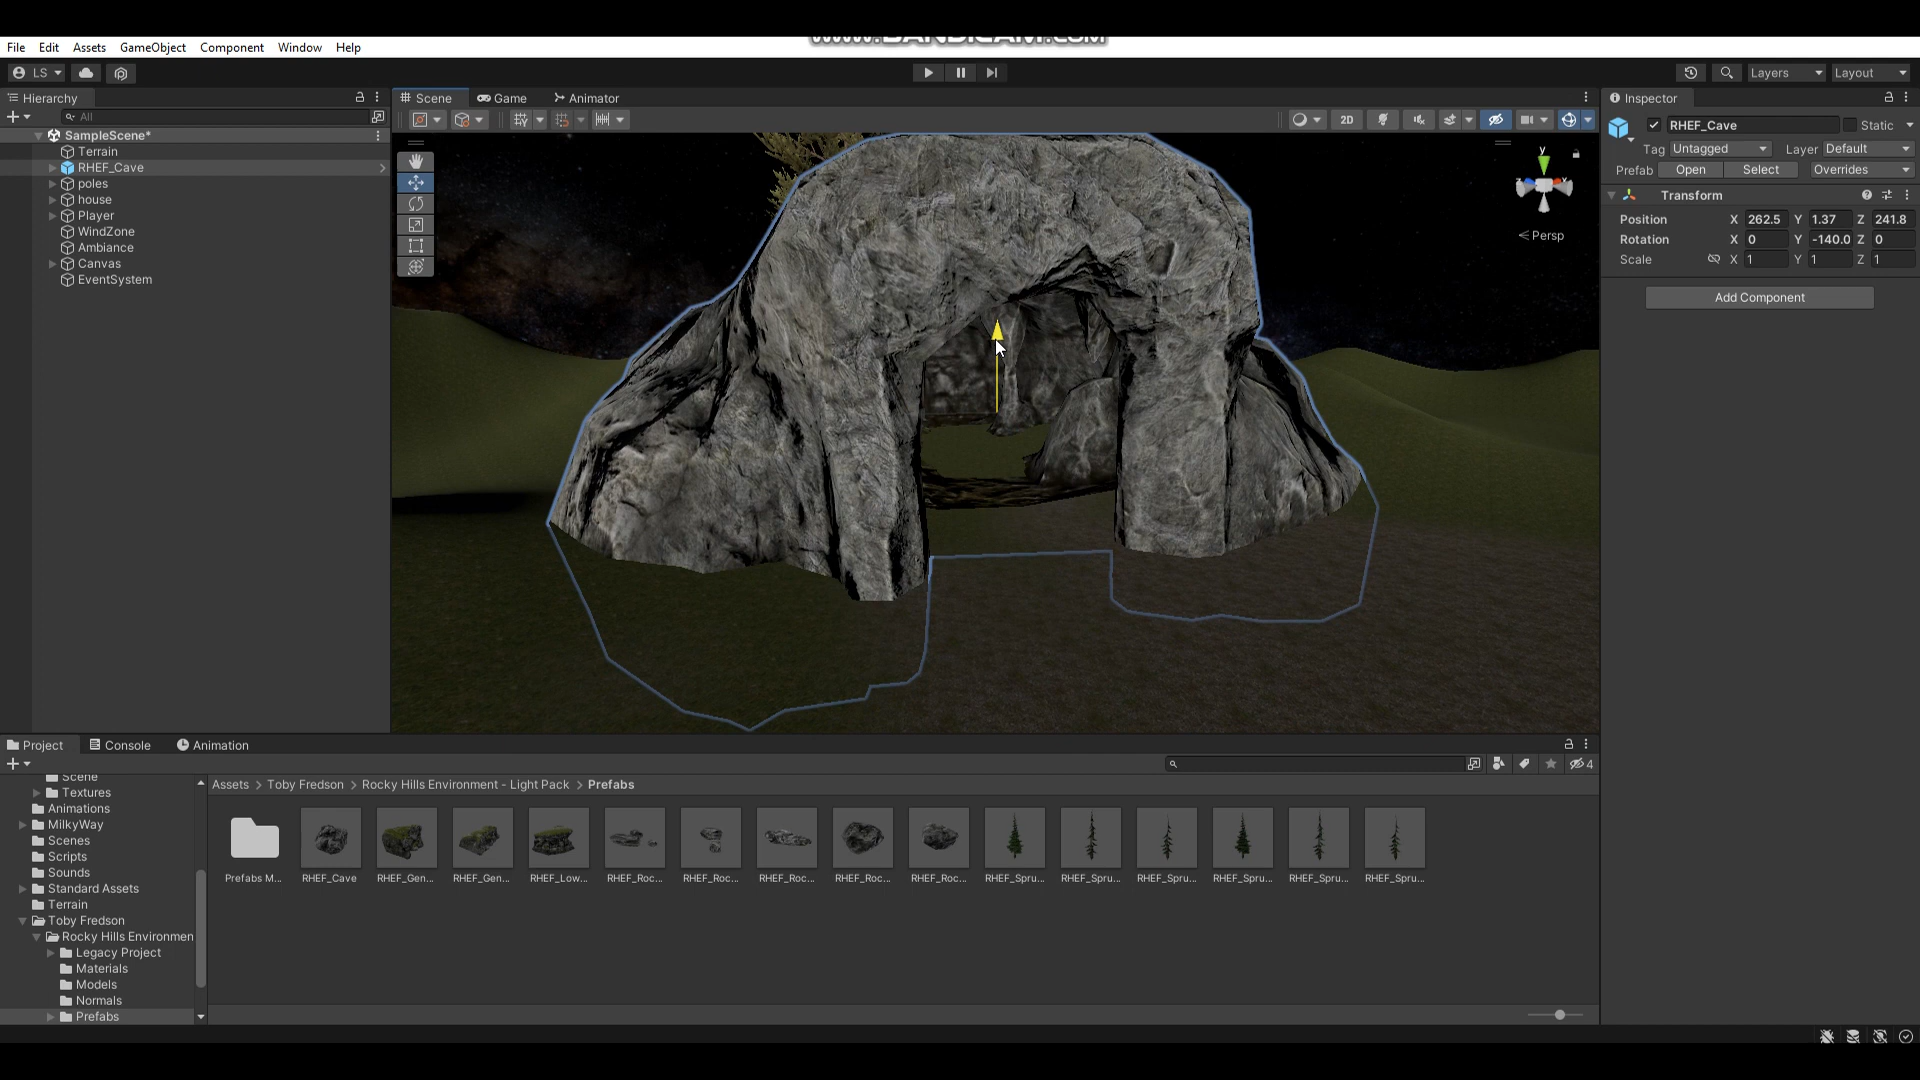 www.BANDICAM.com
File Edit Assets GameObject Component Window Help
LS Layers Layout
Hierarchy Scene Game Animator Inspector
All 2D RHEF_Cave Static
SampleScene*
Terrain
RHEF_Cave
poles
house
Player
WindZone
Ambiance
Canvas
EventSystem
y
z x
Persp
Tag Untagged Layer Default
Prefab Open Select Overrides
Transform
Position X 262.5 Y 1.37 Z 241.8
Rotation X 0 Y -140.0 Z 0
Scale X 1 Y 1 Z 1
Add Component
Project Console Animation
4
Scene
Textures
Animations
MilkyWay
Scenes
Scripts
Sounds
Standard Assets
Terrain
Toby Fredson
Rocky Hills Environmen
Legacy Project
Materials
Models
Normals
Prefabs
Assets > Toby Fredson > Rocky Hills Environment - Light Pack > Prefabs
Prefabs M... RHEF_Cave RHEF_Gen... RHEF_Gen... RHEF_Low... RHEF_Roc... RHEF_Roc... RHEF_Roc... RHEF_Roc... RHEF_Roc... RHEF_Spru... RHEF_Spru... RHEF_Spru... RHEF_Spru... RHEF_Spru... RHEF_Spru...